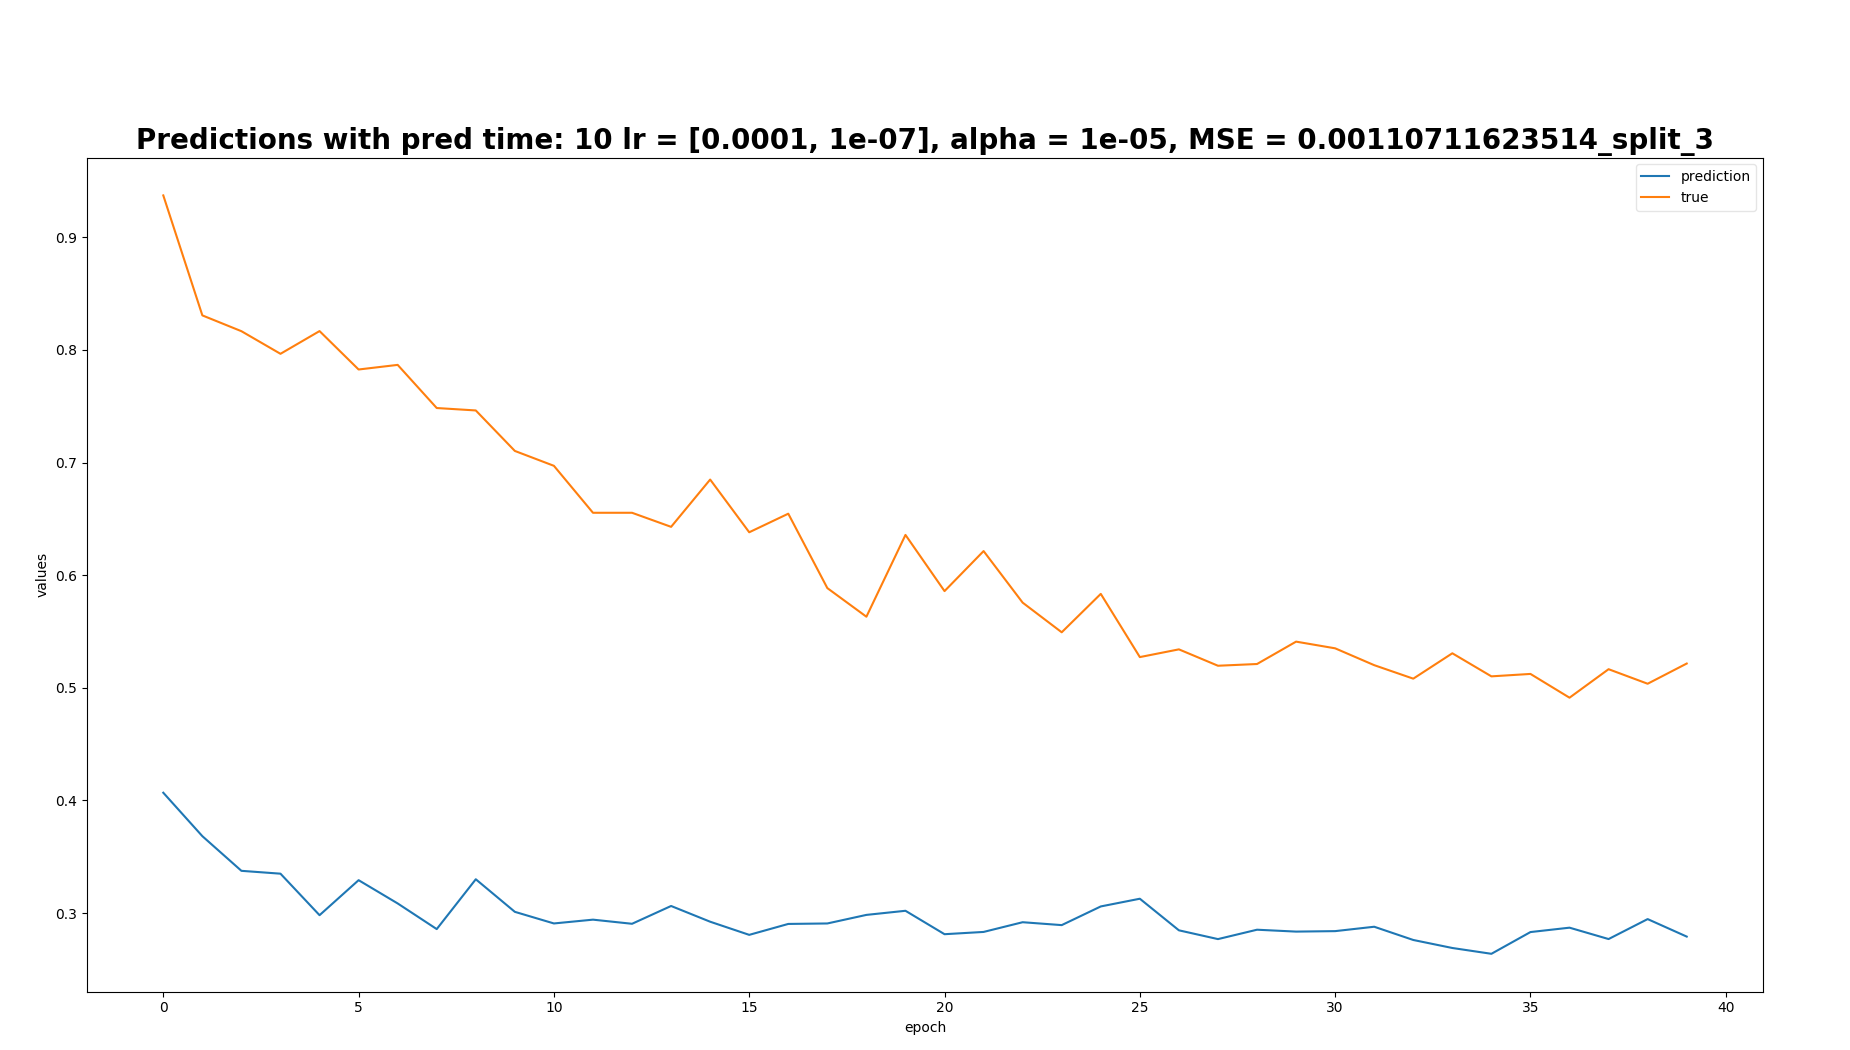 Predictions with pred time: 10 lr = [0.0001, 1e-07], alpha = 1e-05, MSE = 0.00110711623514_split_3
prediction
true
values
0.9
0.8
0.7
0.6
0.5
0.4
0.3
0 5 10 15 20 25 30 35 40
epoch